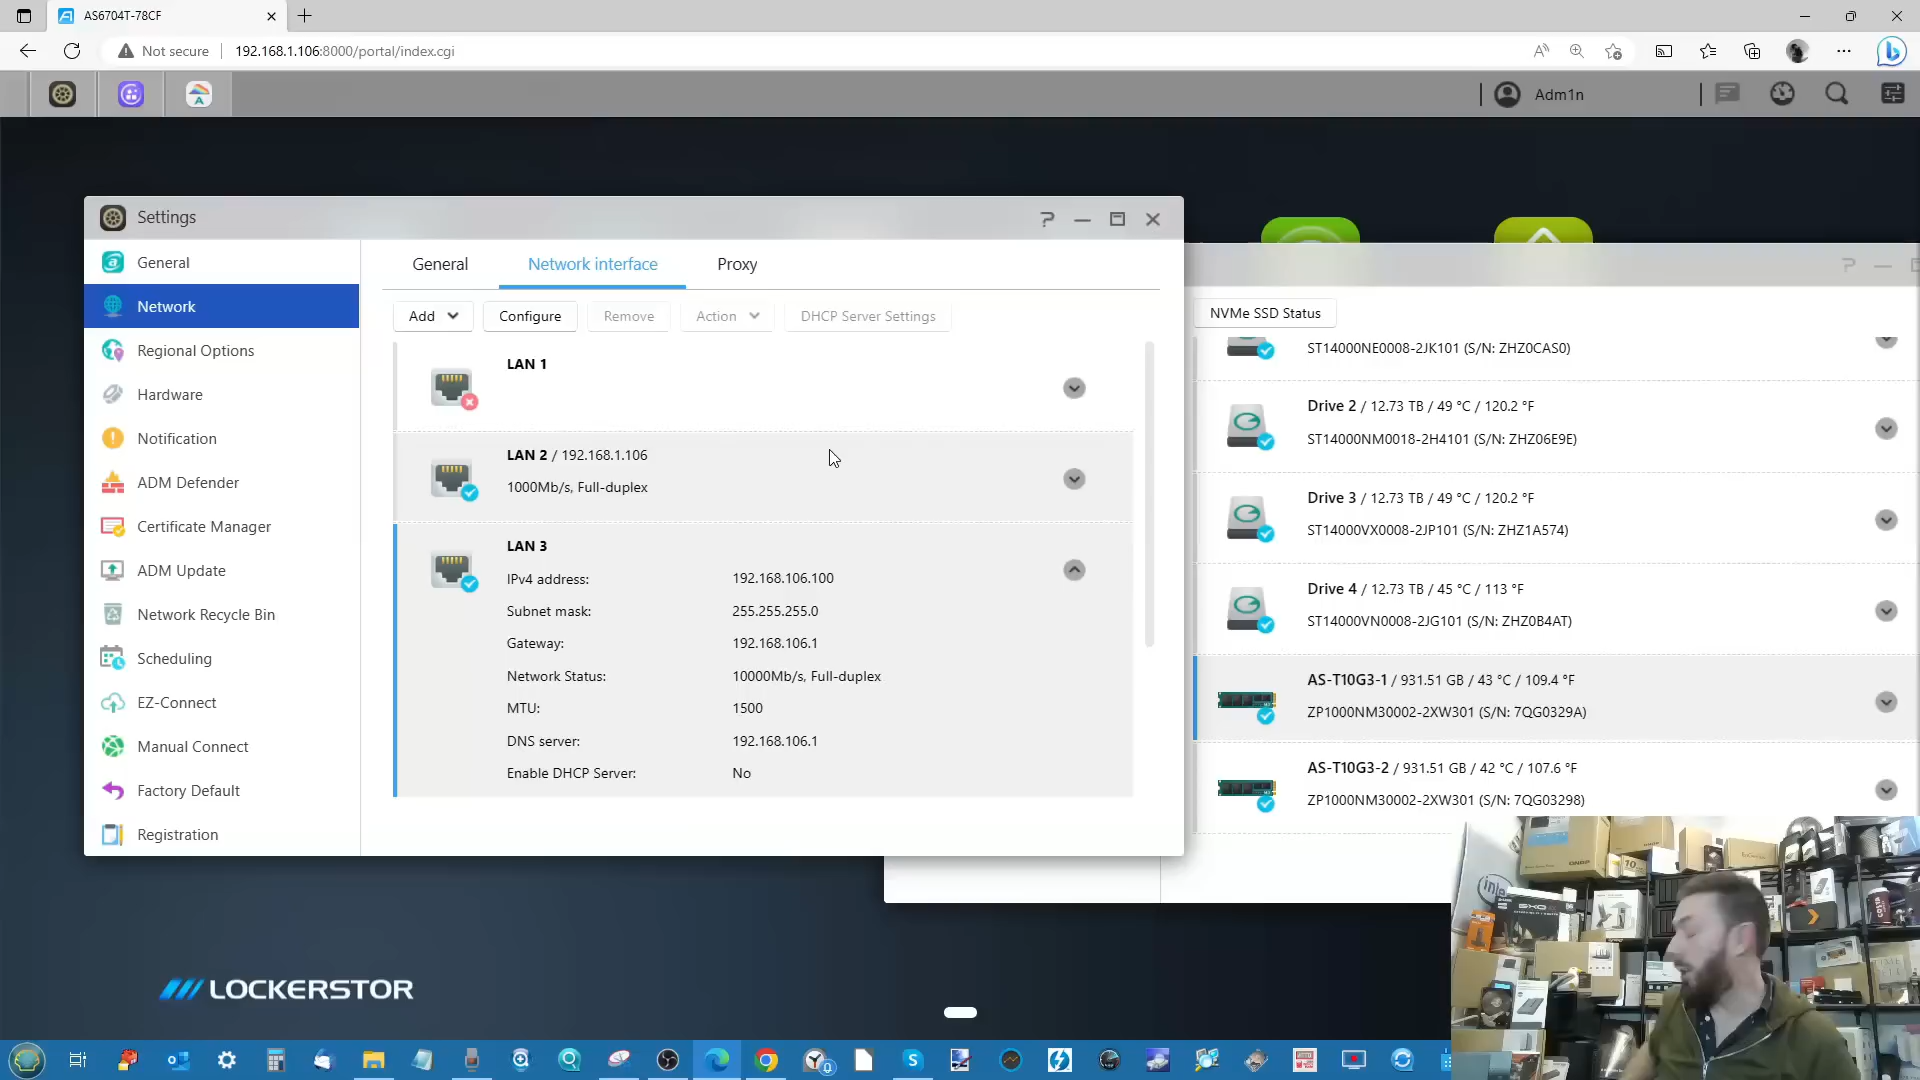 AS6704T-78CF
Not secure
192.168.1.106:8000/portal/index.cgi
Adm1n
Settings
General
Network
Regional Options
Hardware
Notification
ADM Defender
Certificate Manager
ADM Update
Network Recycle Bin
Scheduling
EZ-Connect
Manual Connect
Factory Default
Registration
General
Network interface
Proxy
Add
Configure
Remove
Action
DHCP Server Settings
LAN 1
LAN 2 / 192.168.1.106
1000Mb/s, Full-duplex
LAN 3
IPv4 address: 192.168.106.100
Subnet mask: 255.255.255.0
Gateway: 192.168.106.1
Network Status: 10000Mb/s, Full-duplex
MTU: 1500
DNS server: 192.168.106.1
Enable DHCP Server: No
NVMe SSD Status
ST14000NE0008-2JK101 (S/N: ZHZ0CAS0)
Drive 2 / 12.73 TB / 49 °C / 120.2 °F
ST14000NM0018-2H4101 (S/N: ZHZ06E9E)
Drive 3 / 12.73 TB / 49 °C / 120.2 °F
ST14000VX0008-2JP101 (S/N: ZHZ1A574)
Drive 4 / 12.73 TB / 45 °C / 113 °F
ST14000VN0008-2JG101 (S/N: ZHZ0B4AT)
AS-T10G3-1 / 931.51 GB / 43 °C / 109.4 °F
ZP1000NM30002-2XW301 (S/N: 7QG0329A)
AS-T10G3-2 / 931.51 GB / 42 °C / 107.6 °F
ZP1000NM30002-2XW301 (S/N: 7QG03298)
LOCKERSTOR
intel
QNAP